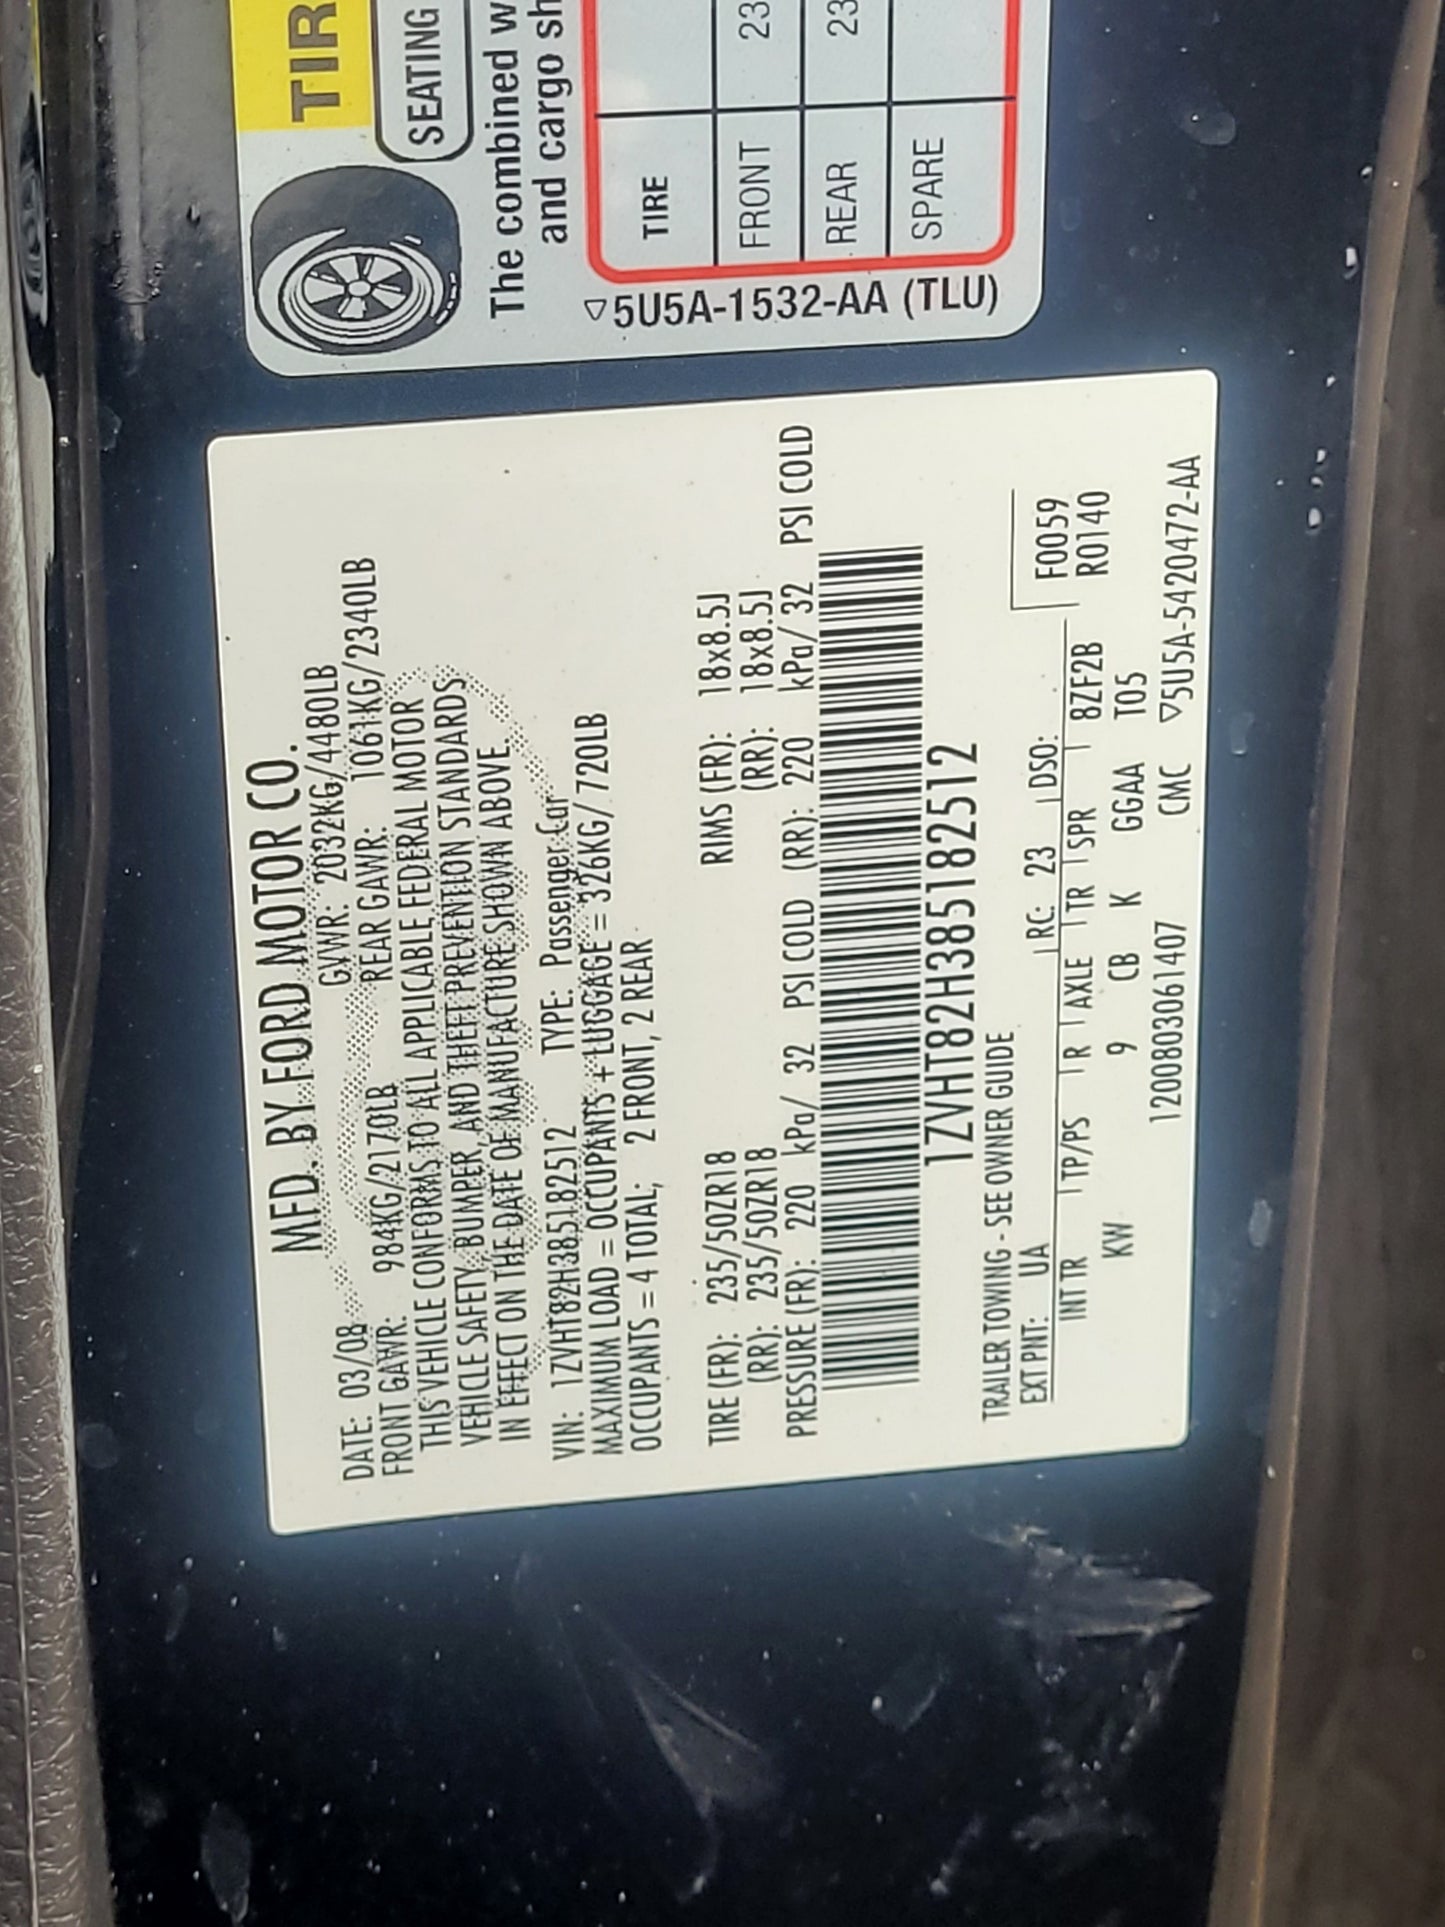 MFD. BY FORD MOTOR CO.
DATE: 03/08 GVWR: 2032KG/4480LB
FRONT GAWR: 984KG/2170LB REAR GAWR: 1061KG/2340LB
THIS VEHICLE CONFORMS TO ALL APPLICABLE FEDERAL MOTOR
VEHICLE SAFETY, BUMPER, AND THEFT PREVENTION STANDARDS
IN EFFECT ON THE DATE OF MANUFACTURE SHOWN ABOVE.
VIN: 1ZVHT82H385182512 TYPE: Passenger Car
MAXIMUM LOAD = OCCUPANTS + LUGGAGE = 326KG/ 720LB
OCCUPANTS = 4 TOTAL; 2 FRONT, 2 REAR
TIRE (FR): 235/50ZR18 RIMS (FR): 18x8.5J
(RR): 235/50ZR18 (RR): 18x8.5J
PRESSURE (FR): 220 kPa/ 32 PSI COLD (RR): 220 kPa/ 32 PSI COLD
1ZVHT82H385182512
TRAILER TOWING - SEE OWNER GUIDE
EXT PNT: UA RC: 23 DSO: F0059
INT TR TP/PS R AXLE TR SPR 8ZF2B R0140
KW 9 CB K GGAA T05
1200803061407 CMC ▽5U5A-5420472-AA
TIR
SEATING
The combined w
and cargo sh
TIRE
FRONT 23
REAR 23
SPARE
▽5U5A-1532-AA (TLU)